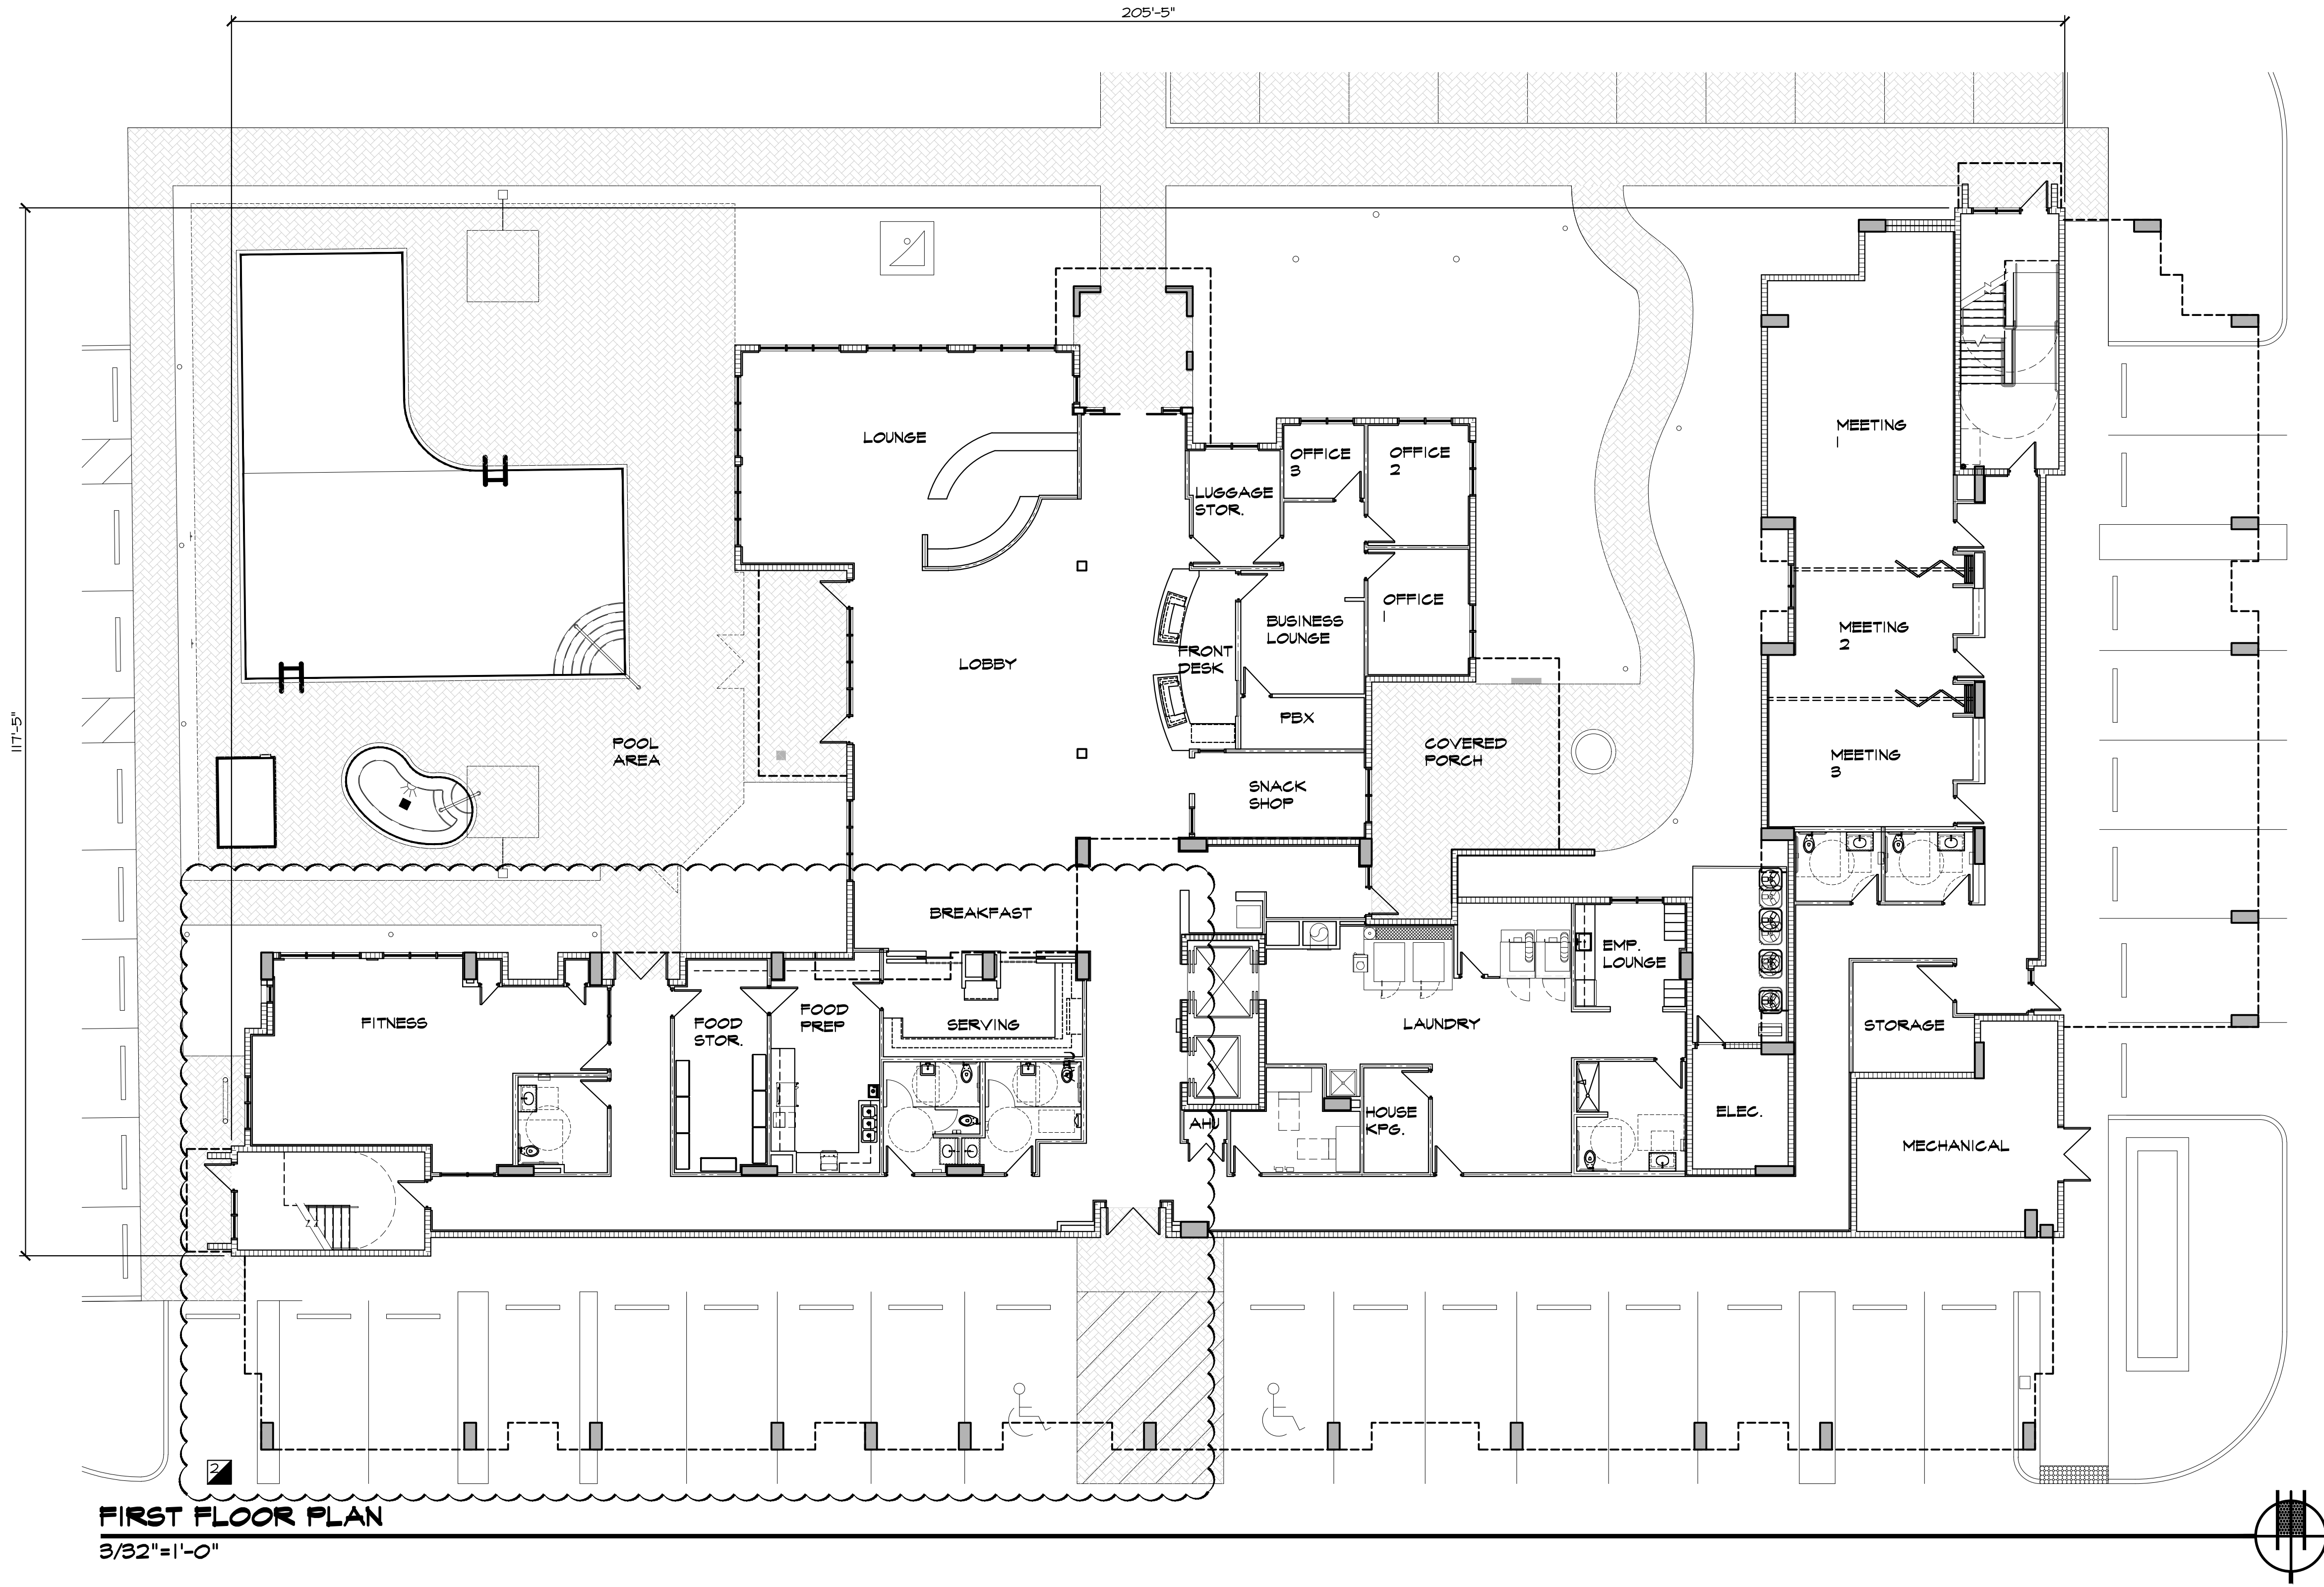 205'-5"
117'-5"
LOUNGE
OFFICE
3
OFFICE
2
LUGGAGE
STOR.
MEETING
1
OFFICE
1
BUSINESS
LOUNGE
MEETING
2
FRONT
DESK
LOBBY
PBX
POOL
AREA
COVERED
PORCH
MEETING
3
SNACK
SHOP
BREAKFAST
EMP.
LOUNGE
FITNESS
FOOD
STOR.
FOOD
PREP
SERVING
LAUNDRY
STORAGE
AHU
HOUSE
KPG.
ELEC.
MECHANICAL
2
FIRST FLOOR PLAN
3/32"=1'-0"